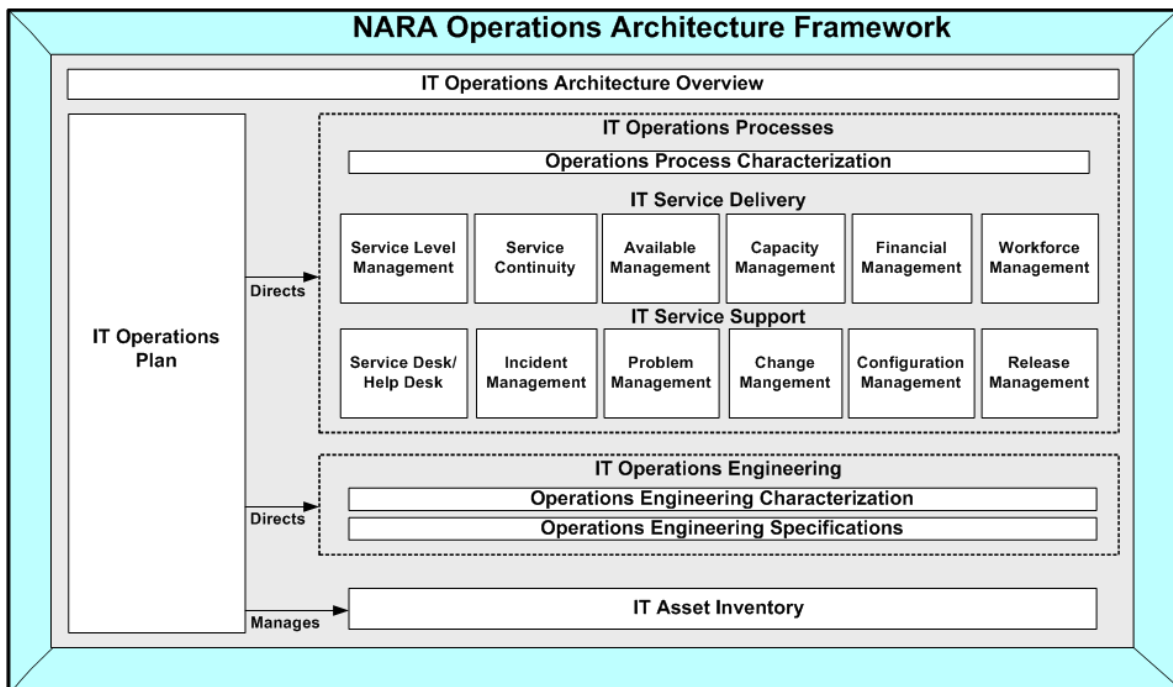 NARA Operations Architecture Framework
IT Operations Architecture Overview
IT Operations
Plan
Directs
IT Operations Processes
Operations Process Characterization
IT Service Delivery
Service Level
Management
Service
Continuity
Available
Management
Capacity
Management
Financial
Management
Workforce
Management
IT Service Support
Service Desk/
Help Desk
Incident
Management
Problem
Management
Change
Mangement
Configuration
Management
Release
Management
Directs
IT Operations Engineering
Operations Engineering Characterization
Operations Engineering Specifications
Manages
IT Asset Inventory